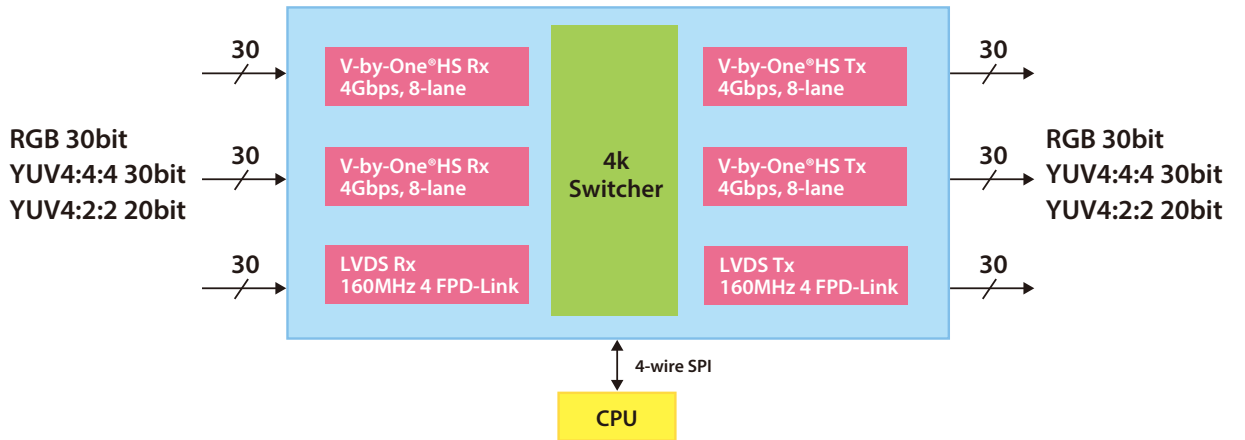 30
V-by-One®HS Rx
4Gbps, 8-lane
V-by-One®HS Tx
4Gbps, 8-lane
30
RGB 30bit
YUV4:4:4 30bit
YUV4:2:2 20bit
30
V-by-One®HS Rx
4Gbps, 8-lane
4k
Switcher
V-by-One®HS Tx
4Gbps, 8-lane
30
RGB 30bit
YUV4:4:4 30bit
YUV4:2:2 20bit
30
LVDS Rx
160MHz 4 FPD-Link
LVDS Tx
160MHz 4 FPD-Link
30
4-wire SPI
CPU